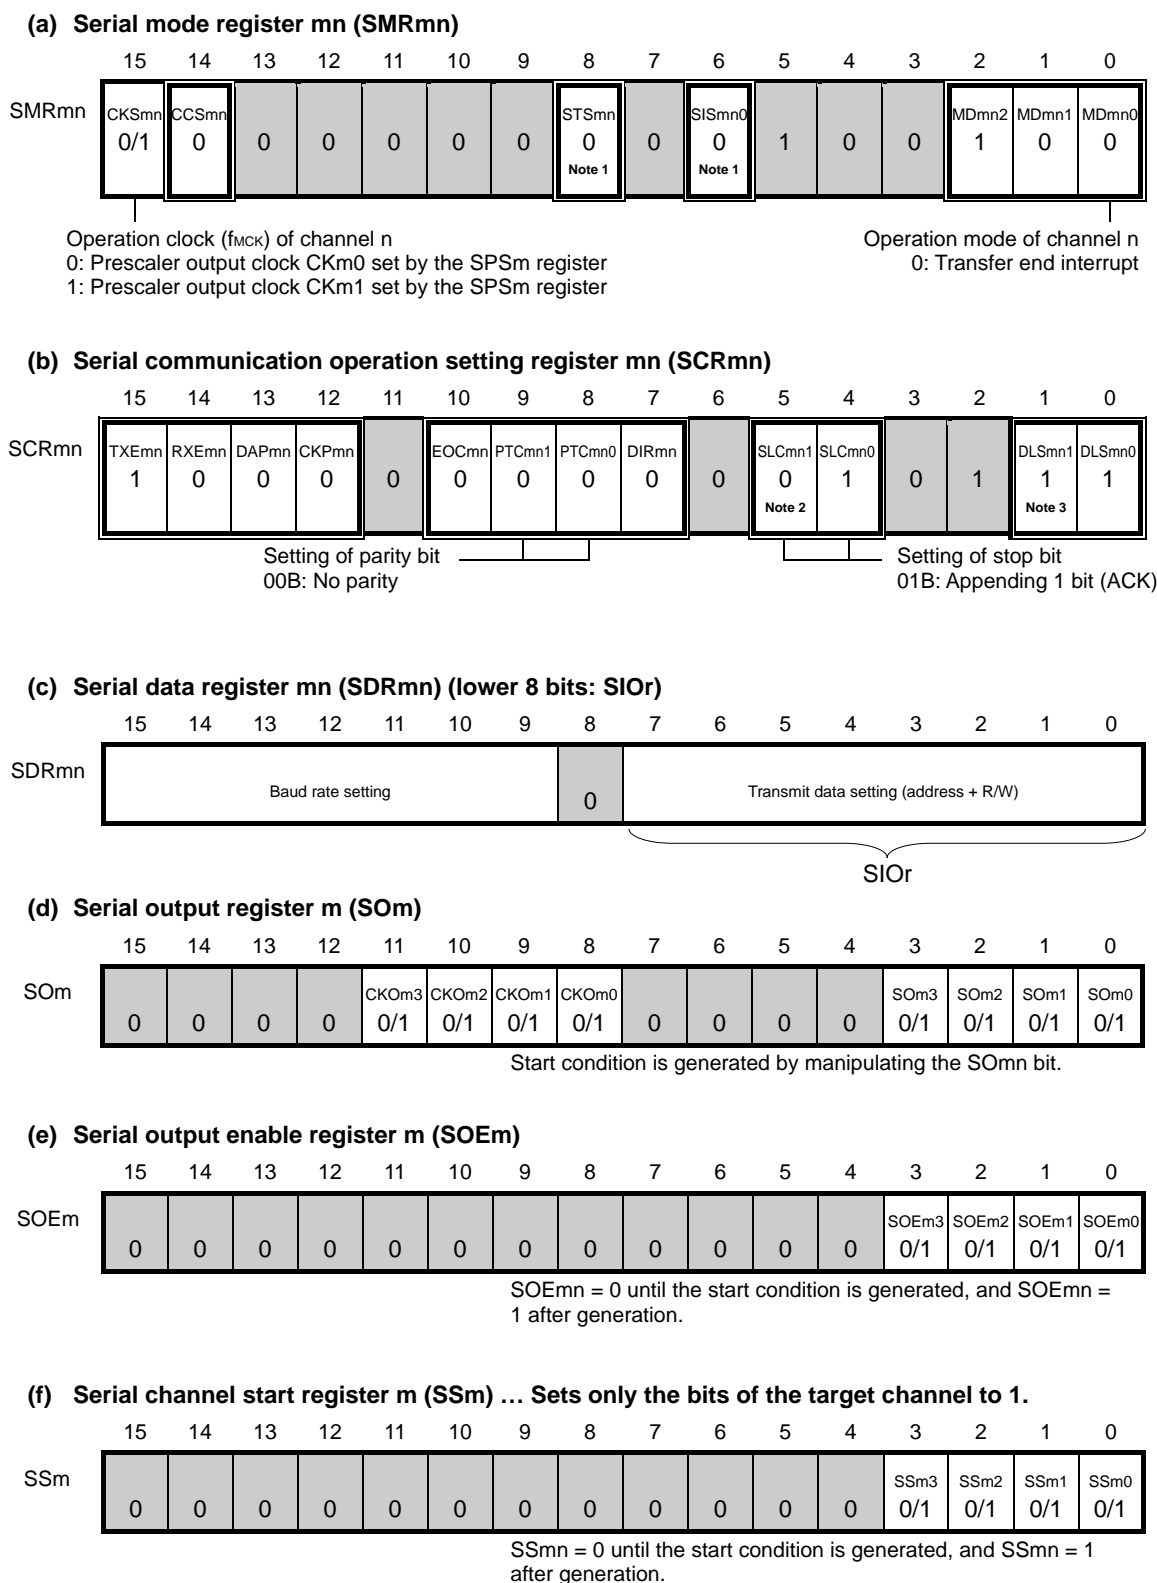 (a) Serial mode register mn (SMRmn)
15 14 13 12 11 10 9 8 7 6 5 4 3 2 1 0
SMRmn CKSmn CCSmn STSmn SISmn0 MDmn2 MDmn1 MDmn0
0/1 0 0 0 0 0 0 0 0 0 1 0 0 1 0 0
Note 1 Note 1
Operation clock (fMCK) of channel n
0: Prescaler output clock CKm0 set by the SPSm register
1: Prescaler output clock CKm1 set by the SPSm register
Operation mode of channel n
0: Transfer end interrupt
(b) Serial communication operation setting register mn (SCRmn)
15 14 13 12 11 10 9 8 7 6 5 4 3 2 1 0
SCRmn TXEmn RXEmn DAPmn CKPmn EOCmn PTCmn1 PTCmn0 DIRmn SLCmn1 SLCmn0 DLSmn1 DLSmn0
1 0 0 0 0 0 0 0 0 0 0 1 0 1 1 1
Note 2 Note 3
Setting of parity bit
00B: No parity
Setting of stop bit
01B: Appending 1 bit (ACK)
(c) Serial data register mn (SDRmn) (lower 8 bits: SIOr)
15 14 13 12 11 10 9 8 7 6 5 4 3 2 1 0
SDRmn
Baud rate setting 0 Transmit data setting (address + R/W)
SIOr
(d) Serial output register m (SOm)
15 14 13 12 11 10 9 8 7 6 5 4 3 2 1 0
SOm CKOm3 CKOm2 CKOm1 CKOm0 SOm3 SOm2 SOm1 SOm0
0 0 0 0 0/1 0/1 0/1 0/1 0 0 0 0 0/1 0/1 0/1 0/1
Start condition is generated by manipulating the SOmn bit.
(e) Serial output enable register m (SOEm)
15 14 13 12 11 10 9 8 7 6 5 4 3 2 1 0
SOEm SOEm3 SOEm2 SOEm1 SOEm0
0 0 0 0 0 0 0 0 0 0 0 0 0/1 0/1 0/1 0/1
SOEmn = 0 until the start condition is generated, and SOEmn =
1 after generation.
(f) Serial channel start register m (SSm) … Sets only the bits of the target channel to 1.
15 14 13 12 11 10 9 8 7 6 5 4 3 2 1 0
SSm SSm3 SSm2 SSm1 SSm0
0 0 0 0 0 0 0 0 0 0 0 0 0/1 0/1 0/1 0/1
SSmn = 0 until the start condition is generated, and SSmn = 1
after generation.